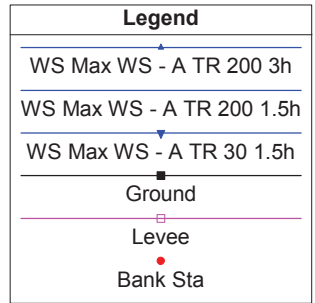 Legend
WS Max WS - A TR 200 3h
WS Max WS - A TR 200 1.5h
WS Max WS - A TR 30 1.5h
Ground
Levee
Bank Sta